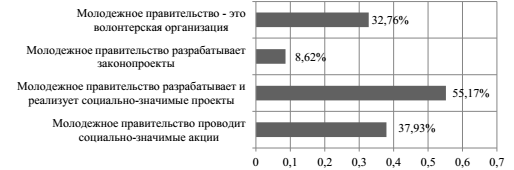 Молодежное правительство - это
волонтерская организация
32,76%
Молодежное правительство разрабатывает
законопроекты
8,62%
Молодежное правительство разрабатывает и
реализует социально-значимые проекты
55,17%
Молодежное правительство проводит
социально-значимые акции
37,93%
0 0,1 0,2 0,3 0,4 0,5 0,6 0,7